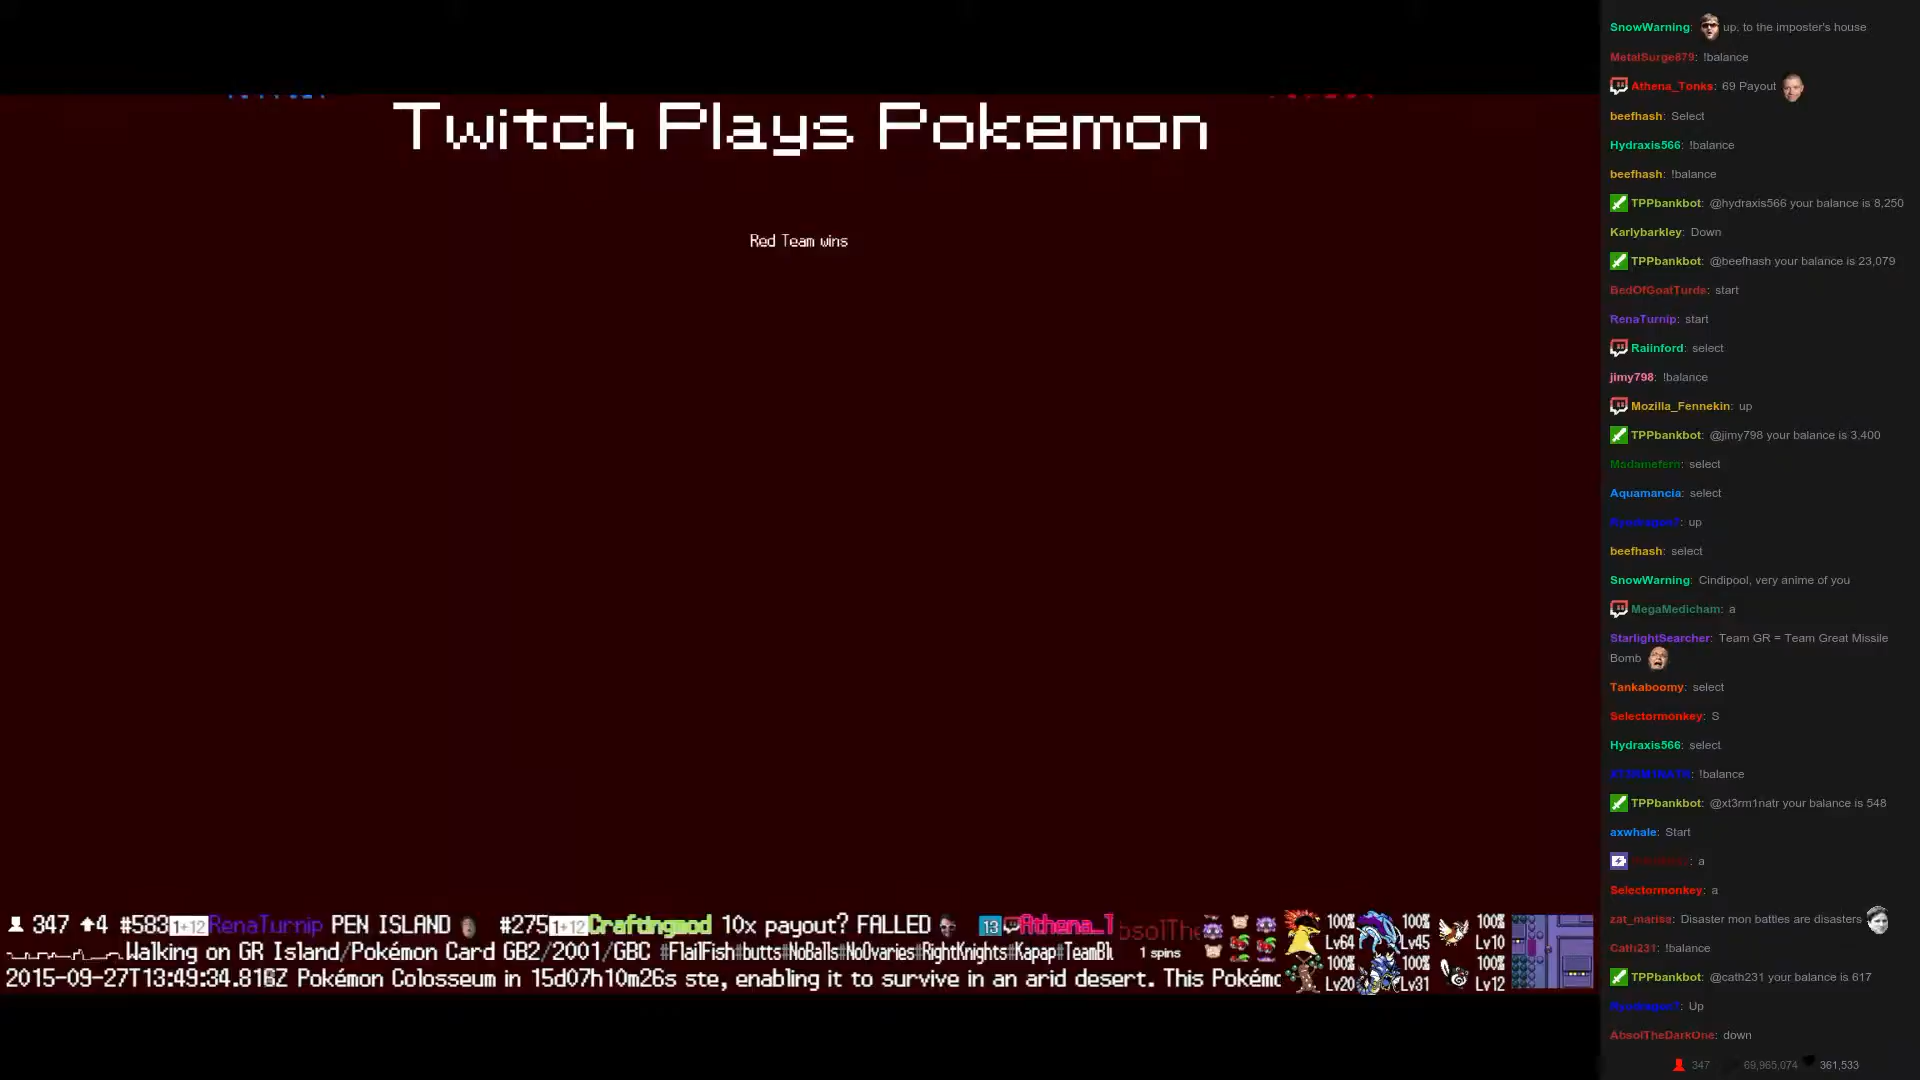 Twitch Plays Pokemon
Red Team wins
347 4 #583 1+12 RenaTurnip PEN ISLAND #275 1+12 Craftingmod 10x payout? FALLED 13 Athena_T
Walking on GR Island/Pokémon Card GB2/2001/GBC #FlailFish#butts#NoBalls#NoOvaries#RightKnights#Kapap#TeamBl
1 spins
2015-09-27T13:49:34.818Z Pokémon Colosseum in 15d07h10m26s ste, enabling it to survive in an arid desert. This Pokém
100% 100% 100%
Lv64 Lv45 Lv10
100% 100% 100%
Lv20 Lv31 Lv12
SnowWarning: up, to the imposter's house
MetalSurge879: !balance
Athena_Tonks: 69 Payout
beefhash: Select
Hydraxis566: !balance
beefhash: !balance
TPPbankbot: @hydraxis566 your balance is 8,250
Karlybarkley: Down
TPPbankbot: @beefhash your balance is 23,079
BedOfGoatTurds: start
RenaTurnip: start
Raiinford: select
jimy798: !balance
Mozilla_Fennekin: up
TPPbankbot: @jimy798 your balance is 3,400
Madamefern: select
Aquamancia: select
: up
beefhash: select
SnowWarning: Cindipool, very anime of you
MegaMedicham: a
StarlightSearcher: Team GR = Team Great Missile
Bomb
Tankaboomy: select
Selectormonkey: S
Hydraxis566: select
XT3RM1NATR: !balance
TPPbankbot: @xt3rm1natr your balance is 548
axwhale: Start
: a
Selectormonkey: a
zat_marise: Disaster mon battles are disasters
Cath231: !balance
TPPbankbot: @cath231 your balance is 617
: Up
AbsolTheDarkOne: down
347 69,965,074 361,533